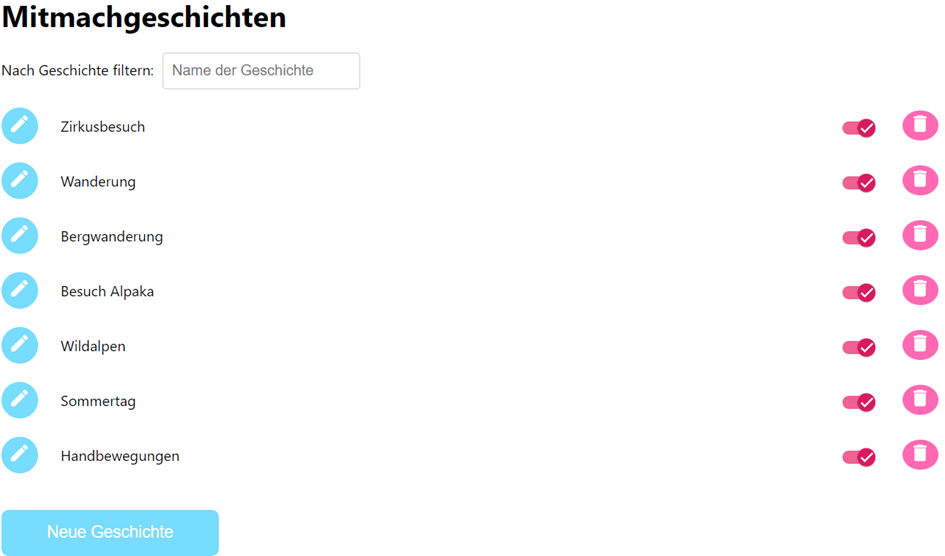 Mitmachgeschichten
Nach Geschichte filtern: Name der Geschichte
Zirkusbesuch
Wanderung
Bergwanderung
Besuch Alpaka
Wildalpen
Sommertag
Handbewegungen
Neue Geschichte